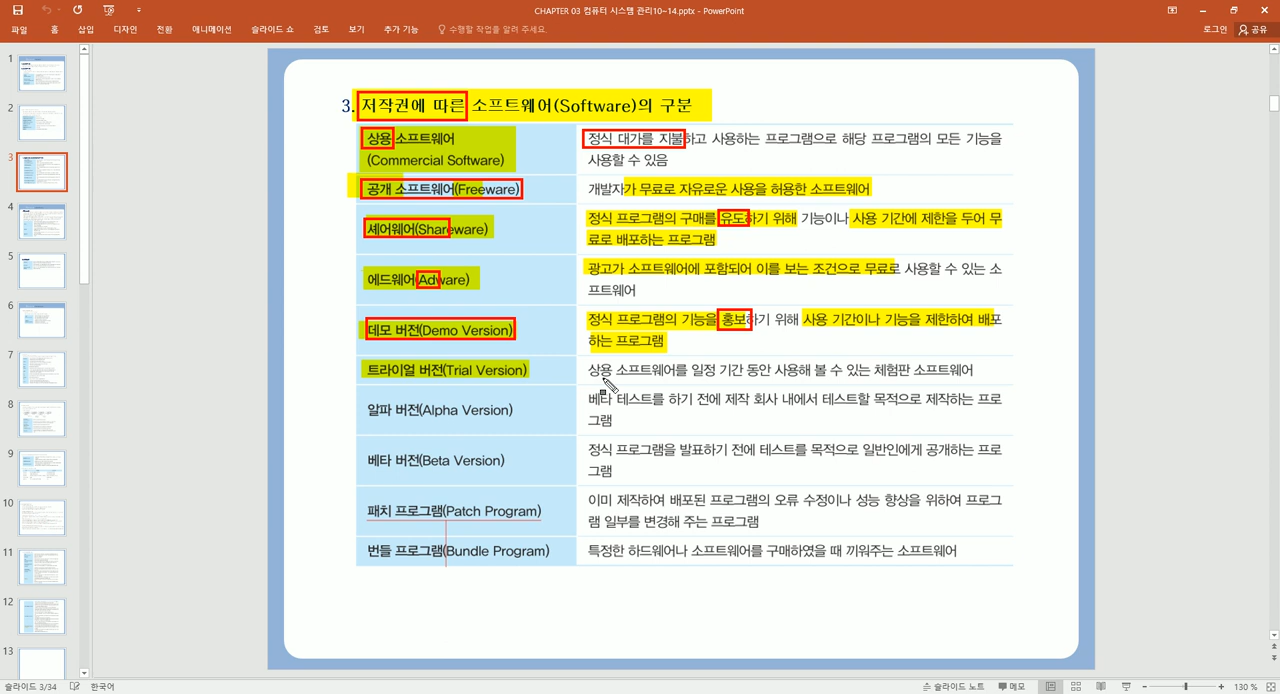 CHAPTER 03 컴퓨터 시스템 관리10~14.pptx - PowerPoint
파일 홈 삽입 디자인 전환 애니메이션 슬라이드 쇼 검토 보기 추가 기능 수행할 작업을 알려 주세요. 로그인 공유
3. 저작권에 따른 소프트웨어(Software)의 구분
상용 소프트웨어
(Commercial Software)
정식 대가를 지불하고 사용하는 프로그램으로 해당 프로그램의 모든 기능을
사용할 수 있음
공개 소프트웨어(Freeware)
개발자가 무료로 자유로운 사용을 허용한 소프트웨어
셰어웨어(Shareware)
정식 프로그램의 구매를 유도하기 위해 기능이나 사용 기간에 제한을 두어 무
료로 배포하는 프로그램
에드웨어(Adware)
광고가 소프트웨어에 포함되어 이를 보는 조건으로 무료로 사용할 수 있는 소
프트웨어
데모 버전(Demo Version)
정식 프로그램의 기능을 홍보하기 위해 사용 기간이나 기능을 제한하여 배포
하는 프로그램
트라이얼 버전(Trial Version)
상용 소프트웨어를 일정 기간 동안 사용해 볼 수 있는 체험판 소프트웨어
알파 버전(Alpha Version)
베타 테스트를 하기 전에 제작 회사 내에서 테스트할 목적으로 제작하는 프로
그램
베타 버전(Beta Version)
정식 프로그램을 발표하기 전에 테스트를 목적으로 일반인에게 공개하는 프로
그램
패치 프로그램(Patch Program)
이미 제작하여 배포된 프로그램의 오류 수정이나 성능 향상을 위하여 프로그
램 일부를 변경해 주는 프로그램
번들 프로그램(Bundle Program)
특정한 하드웨어나 소프트웨어를 구매하였을 때 끼워주는 소프트웨어
1
2
3
4
5
6
7
8
9
10
11
12
13
슬라이드 3/34 한국어 슬라이드 노트 메모 130 %